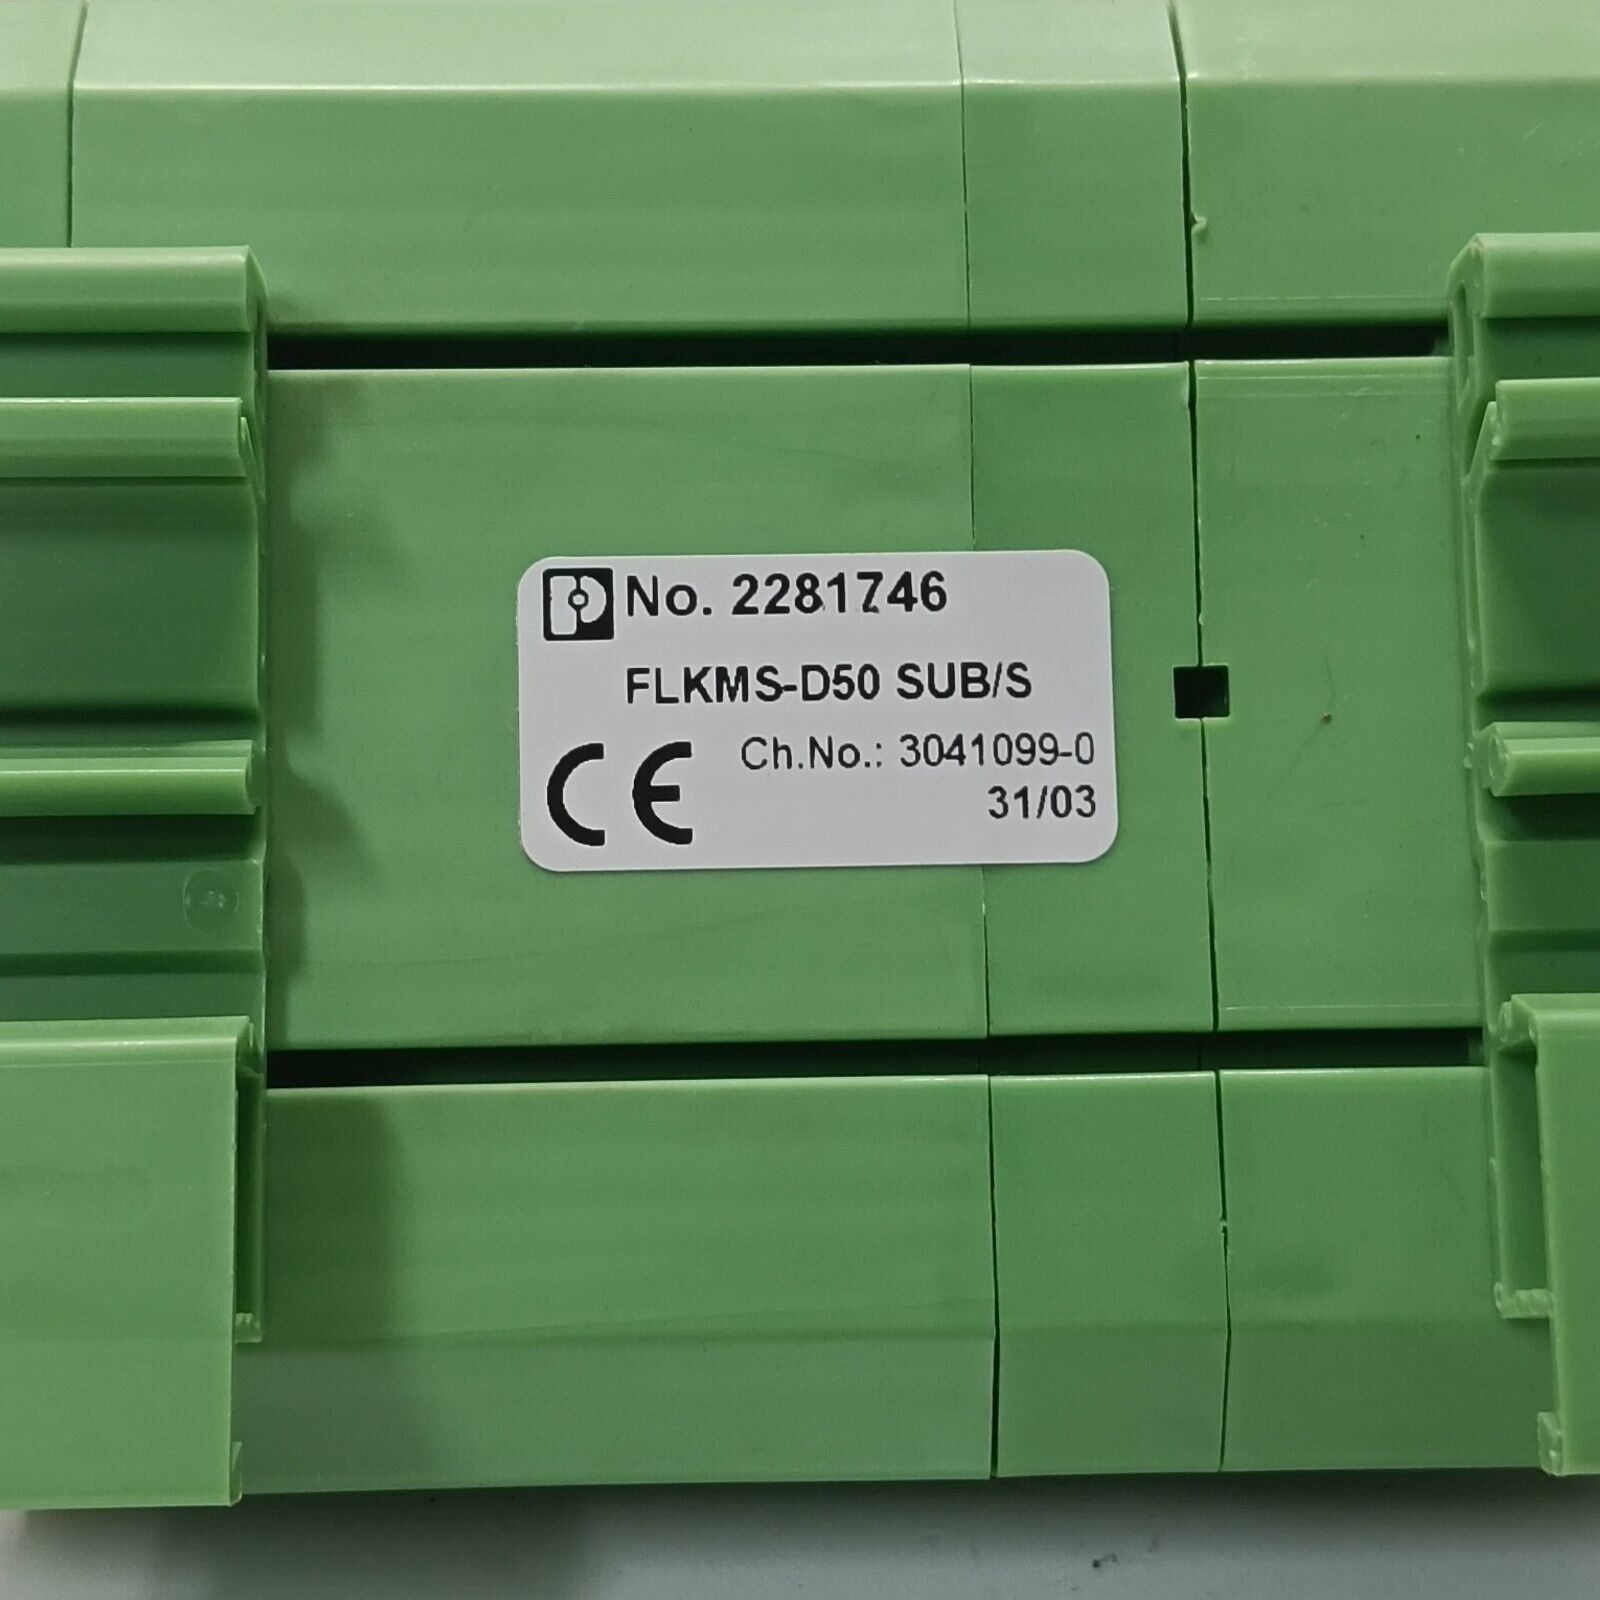 No. 2281746
FLKMS-D50 SUB/S
CE Ch.No.: 3041099-0
31/03